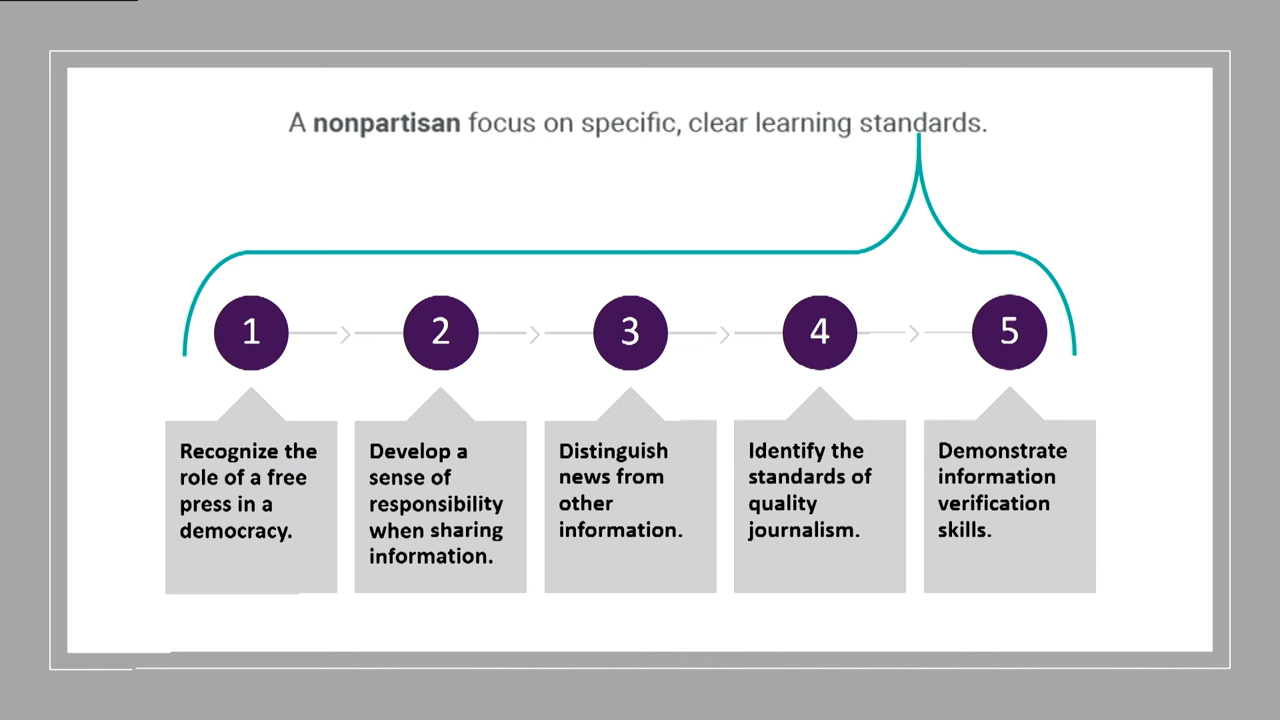 A nonpartisan focus on specific, clear learning standards.
1
2
3
4
5
Recognize the
role of a free
press in a
democracy.
Develop a
sense of
responsibility
when sharing
information.
Distinguish
news from
other
information.
Identify the
standards of
quality
journalism.
Demonstrate
information
verification
skills.